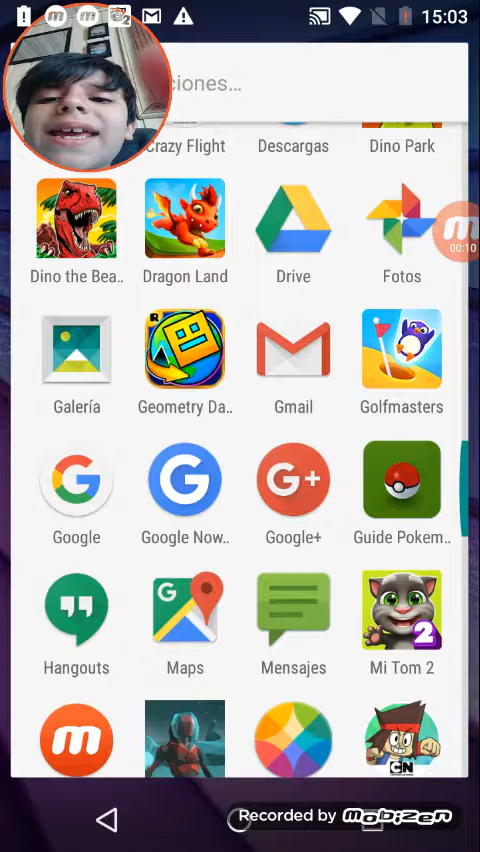 15:03
ciones...
Crazy Flight
Descargas
Dino Park
Dino the Bea..
Dragon Land
Drive
Fotos
00:10
Galería
Geometry Da..
Gmail
Golfmasters
Google
Google Now..
Google+
Guide Pokem..
Hangouts
Maps
Mensajes
Mi Tom 2
CN
Recorded by Mobizen